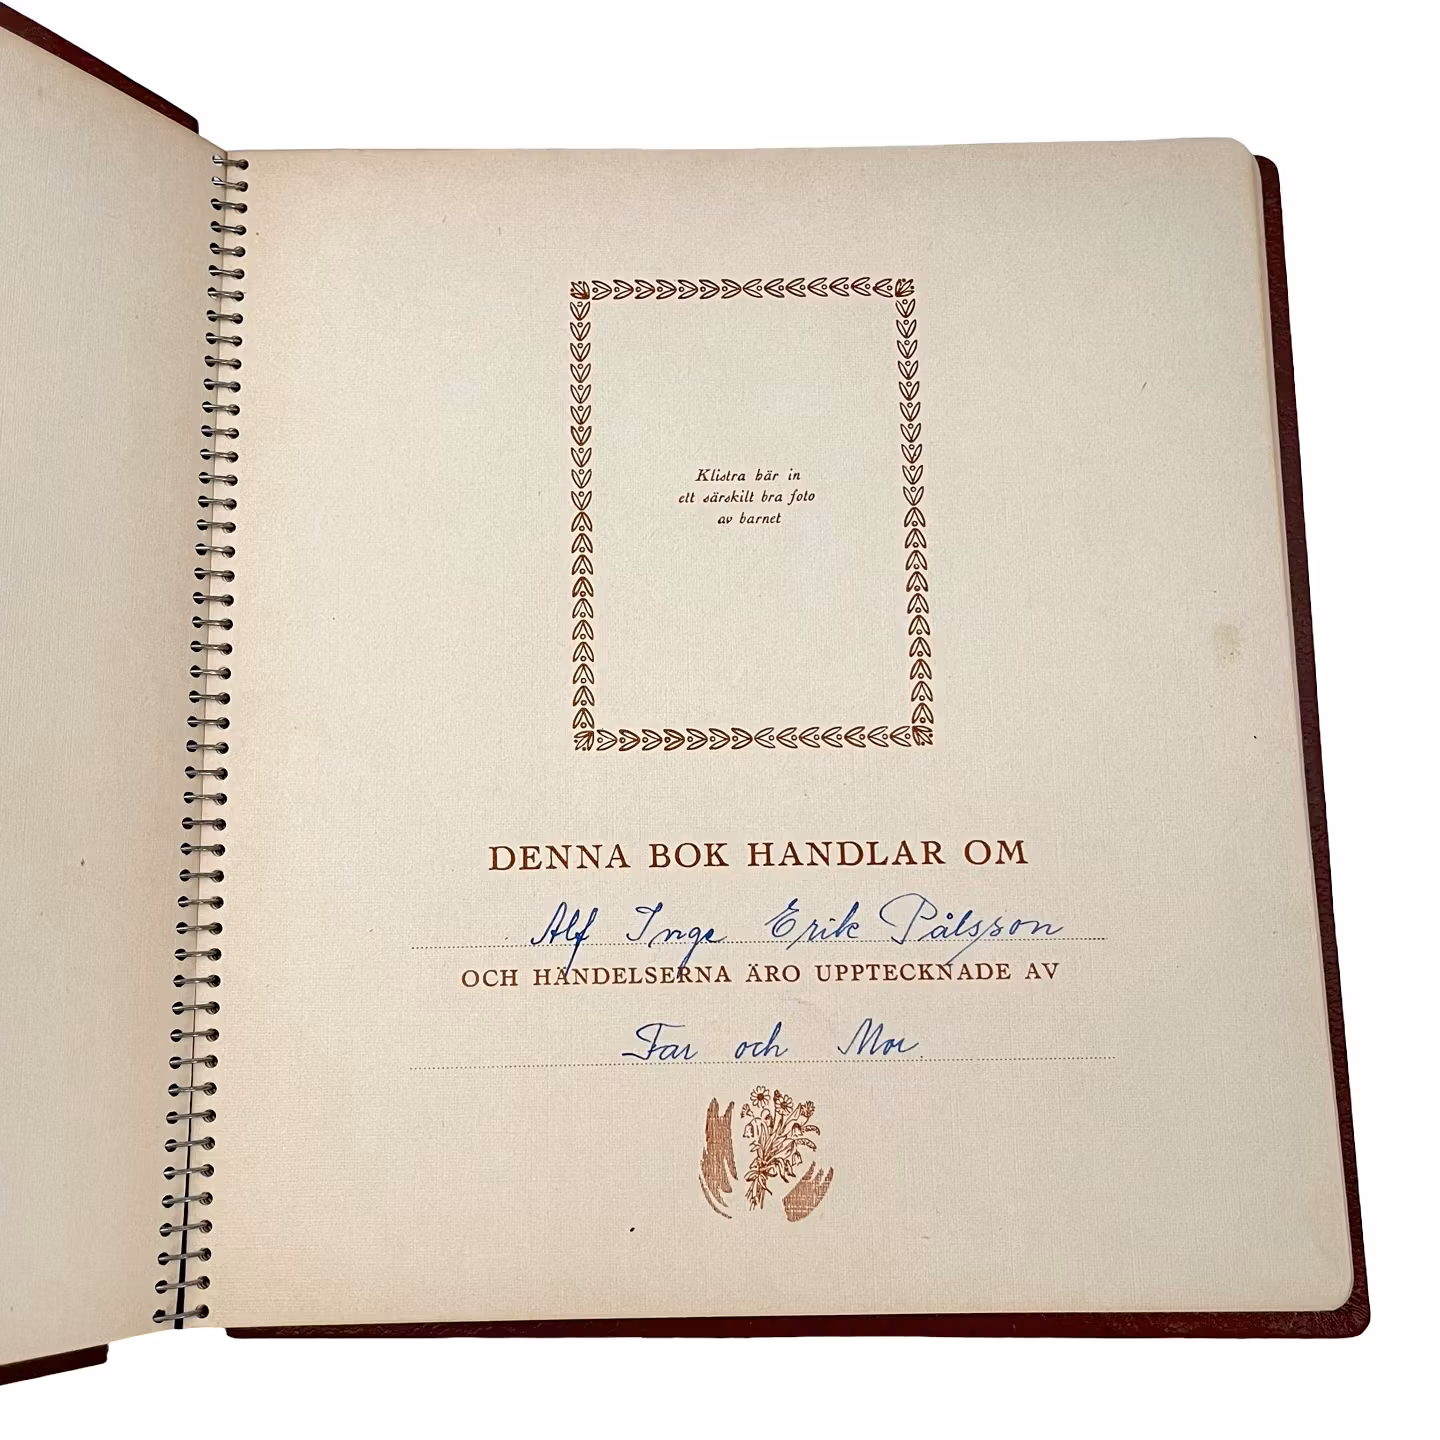 Klistra här in
ett särskilt bra foto
av barnet
DENNA BOK HANDLAR OM
Alf Inge Erik Pålsson
OCH HÄNDELSERNA ÄRO UPPTECKNADE AV
Far och Mor